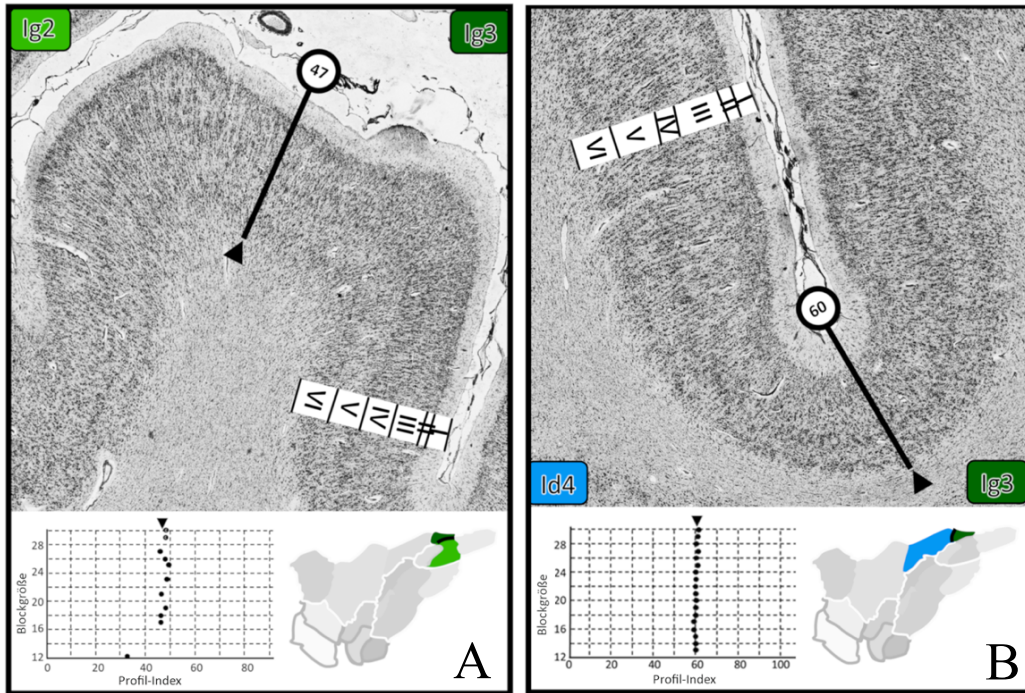 Ig2
Ig3
47
VI V IV III II I
Blockgröße
28
24
20
16
12
0 20 40 60 80
Profil-Index
A
60
VI V IV III II I
Id4
Ig3
Blockgröße
28
24
20
16
12
0 20 40 60 80 100
Profil-Index
B